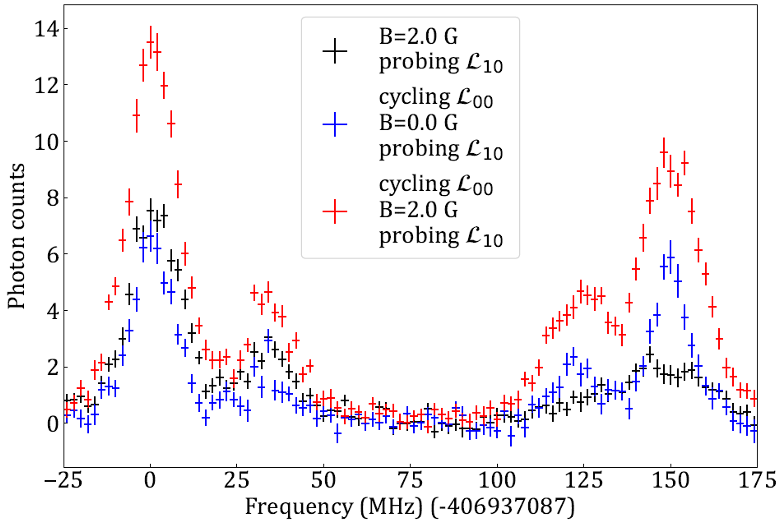 14
12
10
8
6
4
2
0
Photon counts
B=2.0 G
probing ℒ₁₀
cycling ℒ₀₀
B=0.0 G
probing ℒ₁₀
cycling ℒ₀₀
B=2.0 G
probing ℒ₁₀
−25 0 25 50 75 100 125 150 175
Frequency (MHz) (-406937087)